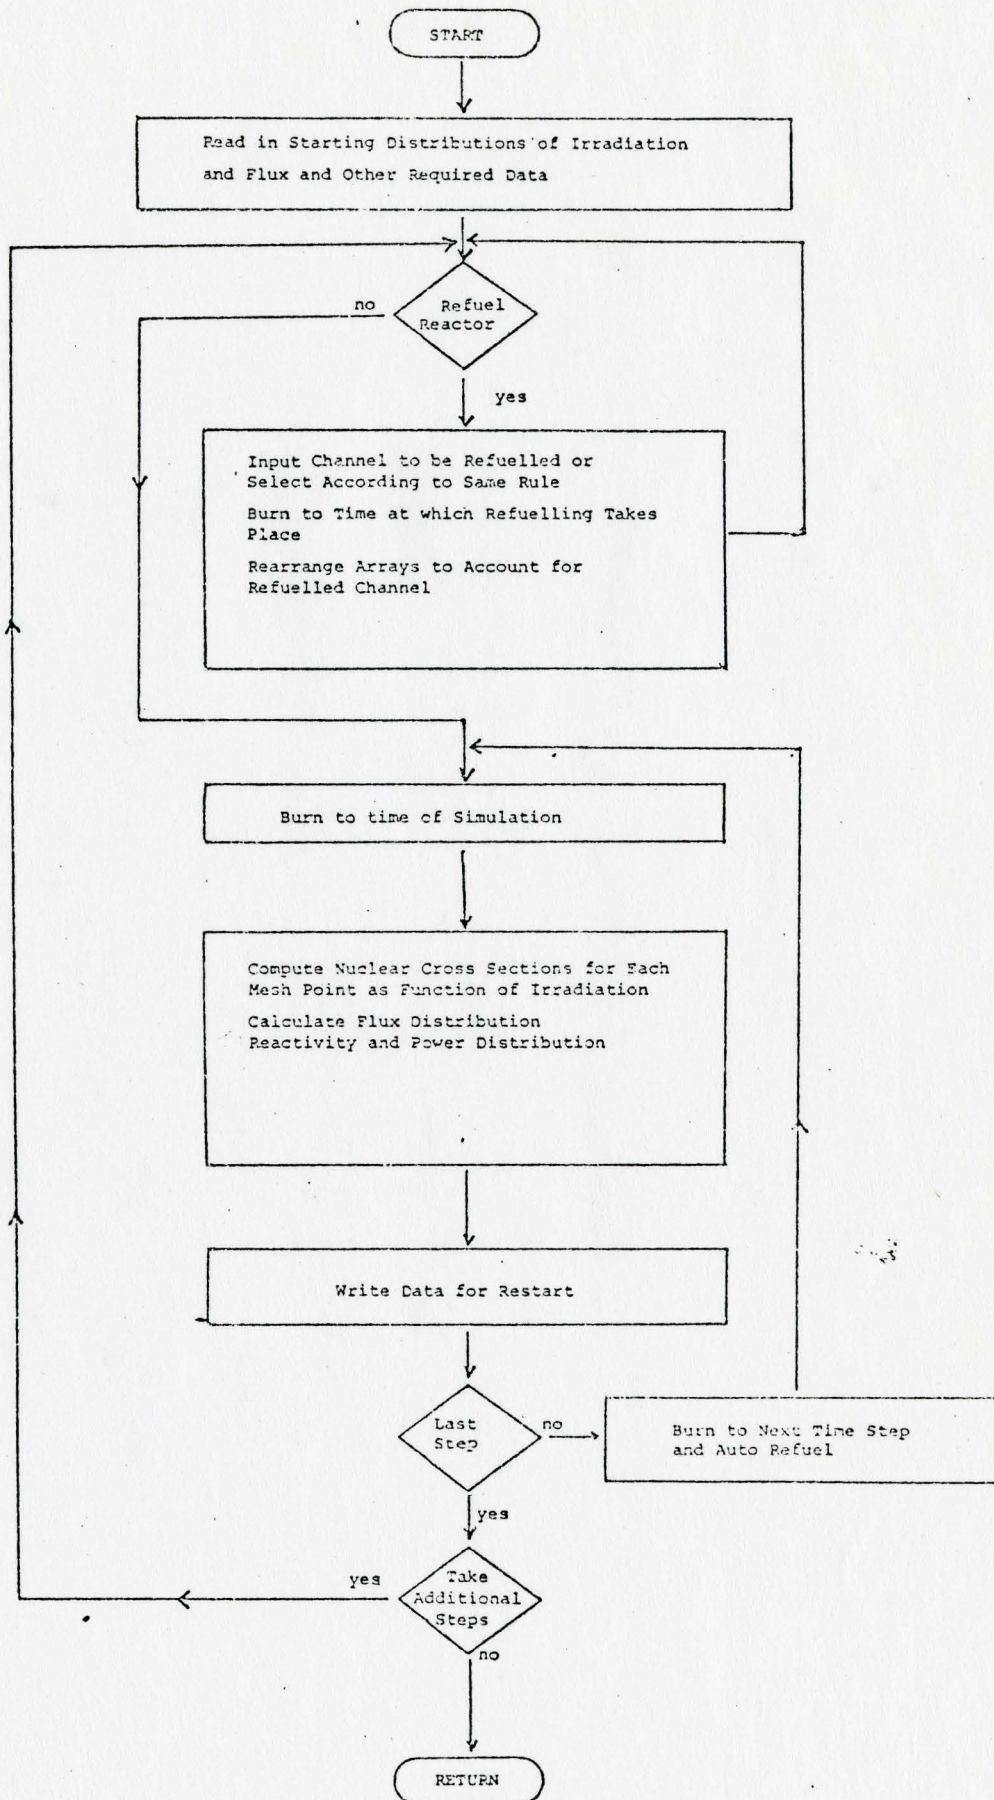 START
Read in Starting Distributions of Irradiation
and Flux and Other Required Data
no
Refuel
Reactor
yes
Input Channel to be Refuelled or
Select According to Same Rule
Burn to Time at which Refuelling Takes
Place
Rearrange Arrays to Account for
Refuelled Channel
Burn to time of Simulation
Compute Nuclear Cross Sections for Each
Mesh Point as Function of Irradiation
Calculate Flux Distribution
Reactivity and Power Distribution
Write Data for Restart
Last
Step
no
Burn to Next Time Step
and Auto Refuel
yes
yes
Take
Additional
Steps
no
RETURN